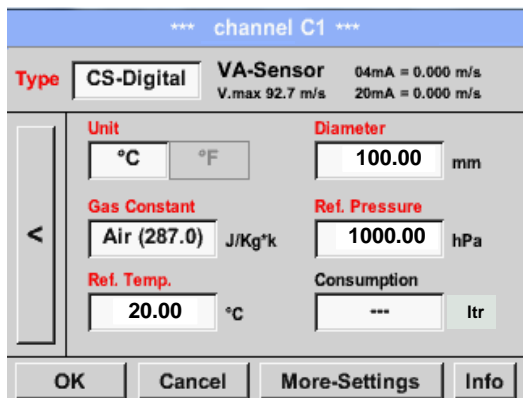 *** channel C1 ***
Type CS-Digital VA-Sensor 04mA = 0.000 m/s
V.max 92.7 m/s 20mA = 0.000 m/s
Unit Diameter
°C °F 100.00 mm
Gas Constant Ref. Pressure
< Air (287.0) J/Kg*k 1000.00 hPa
Ref. Temp. Consumption
20.00 °C --- ltr
OK Cancel More-Settings Info